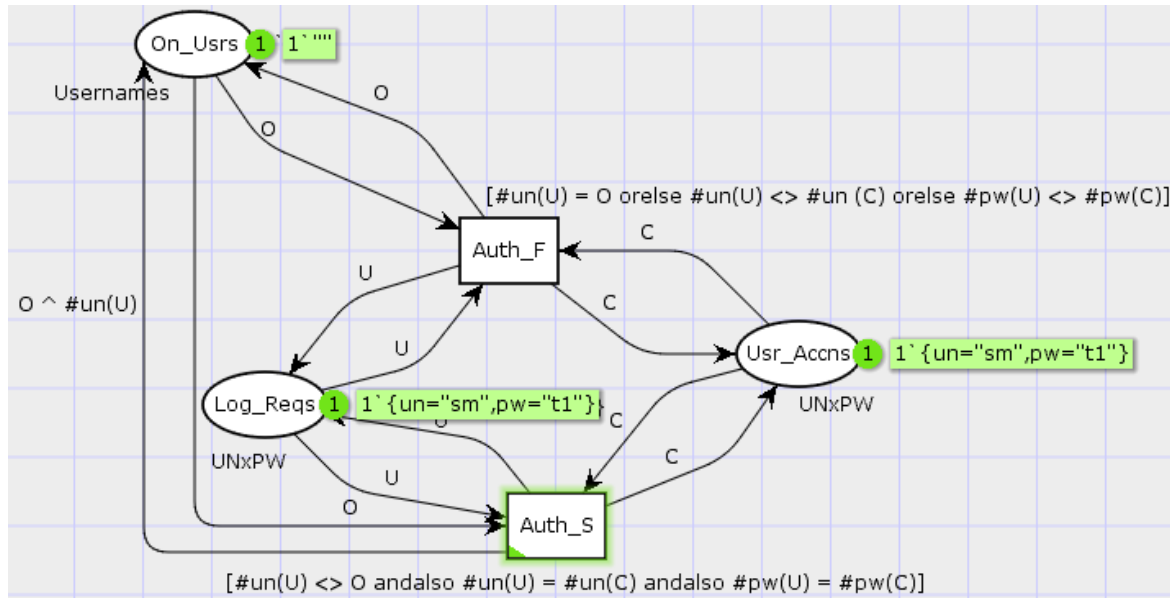 On_Usrs
1`
1`""
Usernames
O
O
[#un(U) = O orelse #un(U) <> #un (C) orelse #pw(U) <> #pw(C)]
C
Auth_F
U
C
O ^ #un(U)
U
Usr_Accns
1
1`{un="sm",pw="t1"}
UNxPW
Log_Reqs
1
1`{un="sm",pw="t1"}
C
UNxPW
C
U
O
Auth_S
[#un(U) <> O andalso #un(U) = #un(C) andalso #pw(U) = #pw(C)]